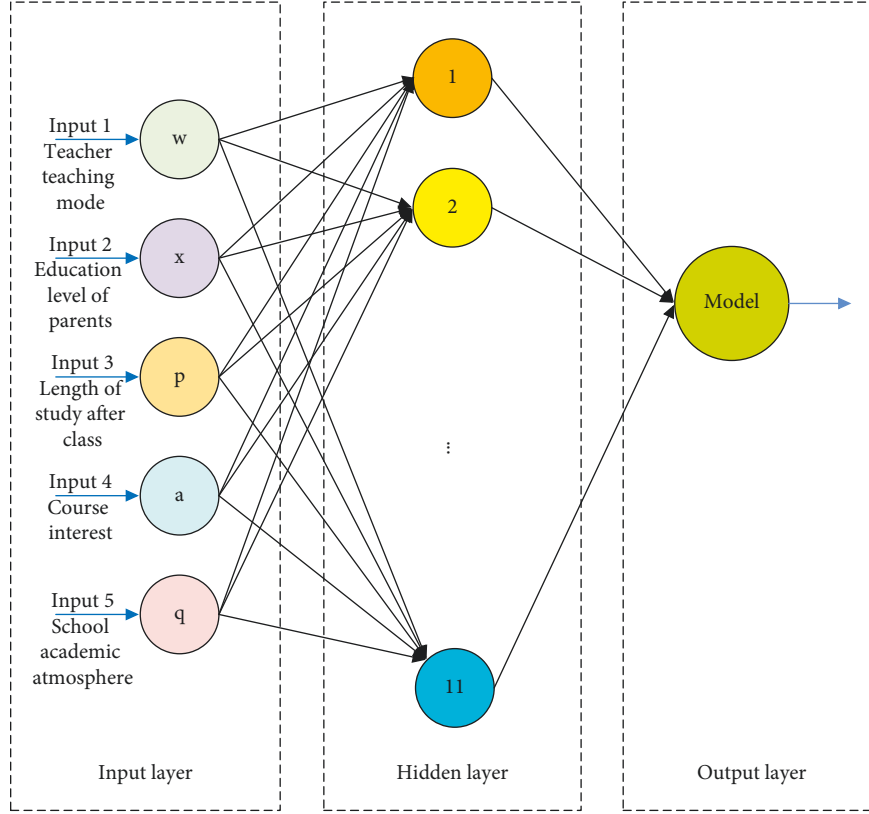 Input 1
Teacher
teaching
mode
w
Input 2
Education
level of
parents
x
Input 3
Length of
study after
class
p
Input 4
Course
interest
a
Input 5
School
academic
atmosphere
q
Input layer
1
2
...
11
Hidden layer
Model
Output layer